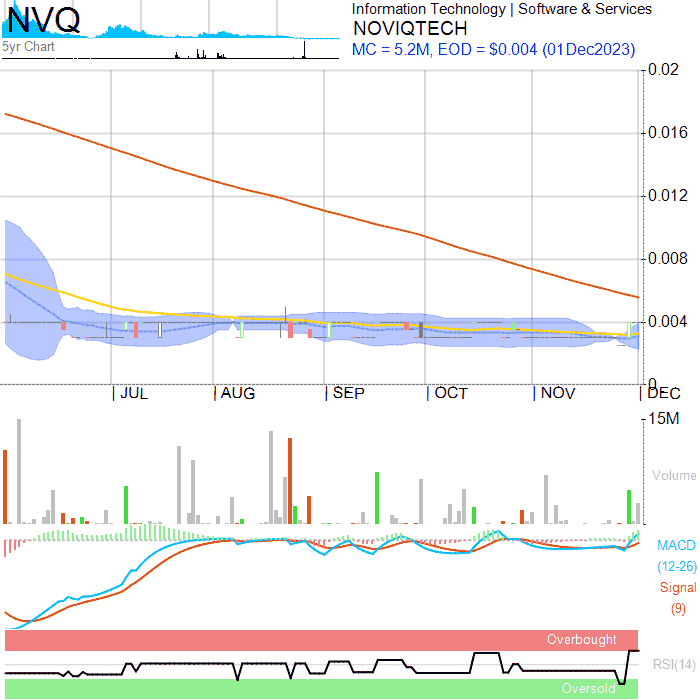 NVQ
5yr Chart
Information Technology | Software & Services
NOVIQTECH
MC = 5.2M, EOD = $0.004 (01Dec2023)
0.02
0.016
0.012
0.008
0.004
0
JUL AUG SEP OCT NOV DEC
15M
Volume
MACD
(12-26)
Signal
(9)
Overbought
RSI(14)
Oversold